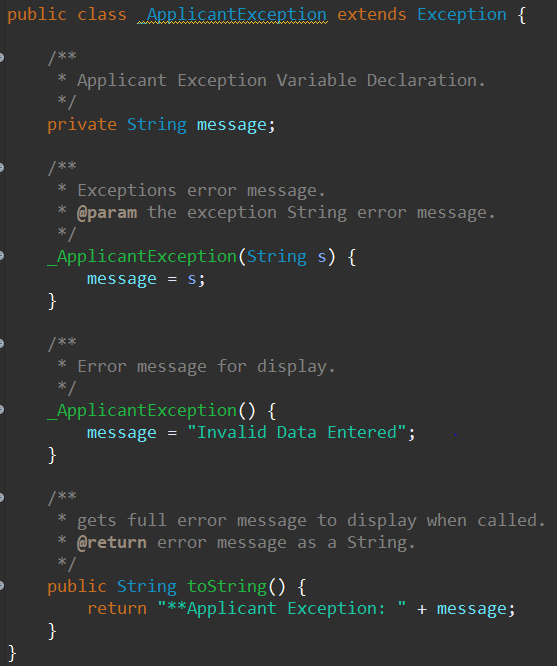 public class _ApplicantException extends Exception {
/**
* Applicant Exception Variable Declaration.
*/
private String message;
/**
* Exceptions error message.
* @param the exception String error message.
*/
_ApplicantException(String s) {
message = s;
}
/**
* Error message for display.
*/
_ApplicantException() {
message = "Invalid Data Entered";
}
/**
* gets full error message to display when called.
* @return error message as a String.
*/
public String toString() {
return "**Applicant Exception: " + message;
}
}